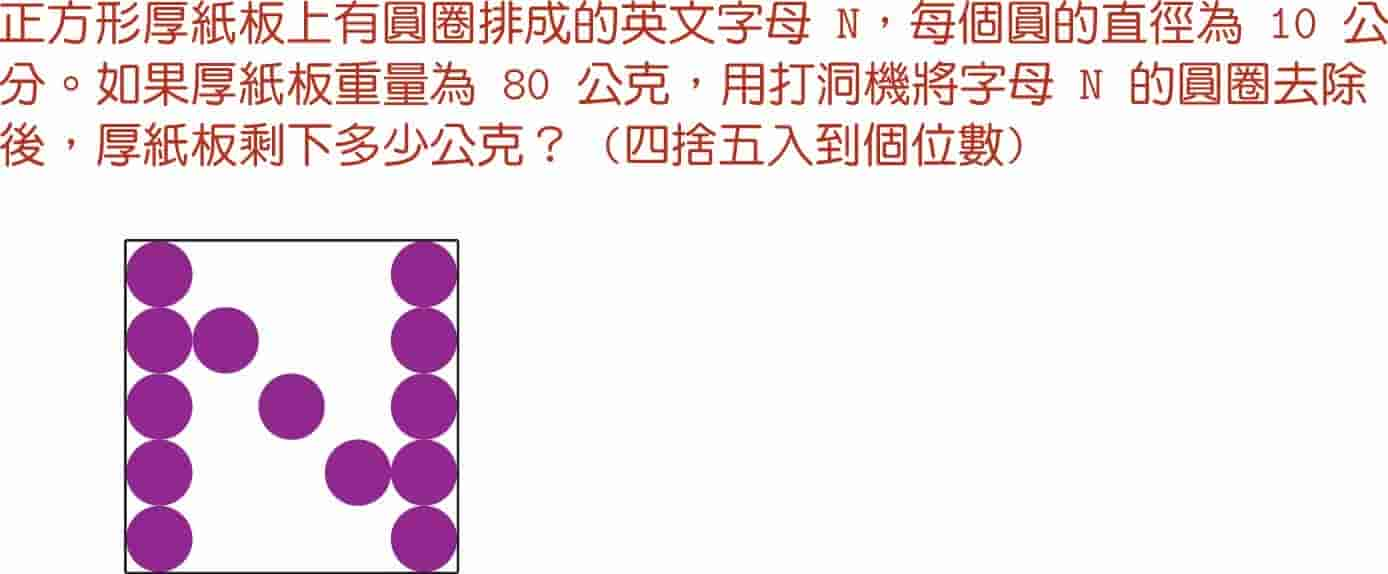 正方形厚紙板上有圓圈排成的英文字母 N，每個圓的直徑為 10 公
分。如果厚紙板重量為 80 公克，用打洞機將字母 N 的圓圈去除
後，厚紙板剩下多少公克？（四捨五入到個位數）